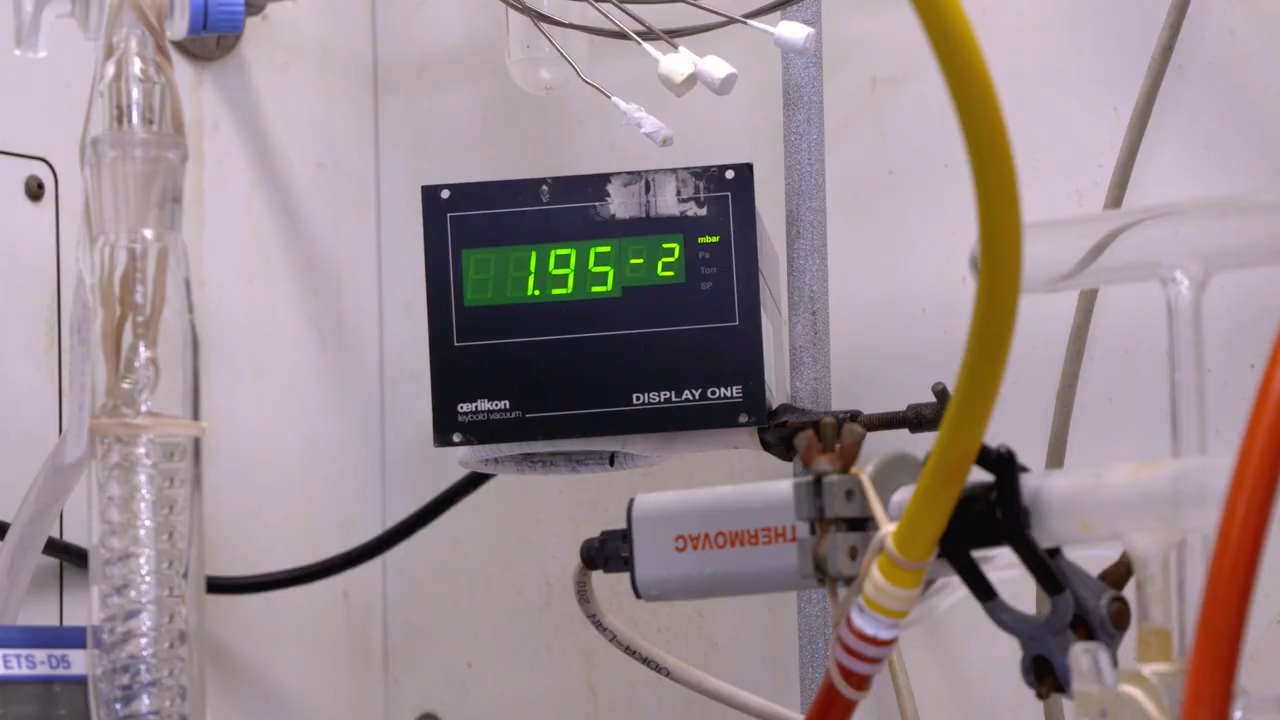 1.95 -2
mbar
Pa
Torr
SP
œrlikon
leybold vacuum
DISPLAY ONE
THERMOVAC
ETS-D5